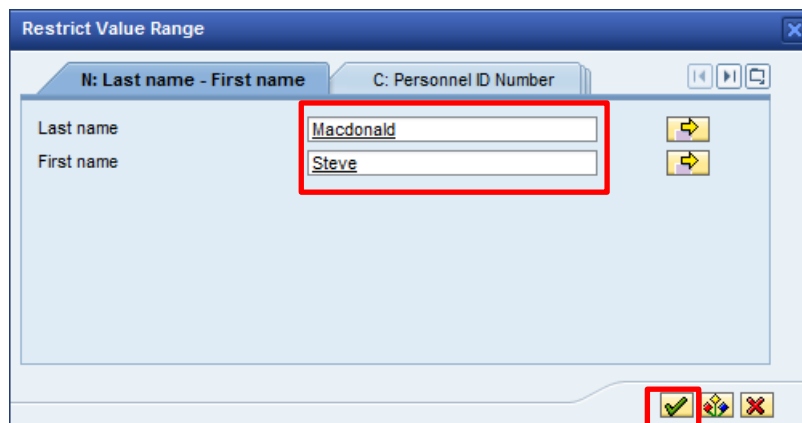 Restrict Value Range
N: Last name - First name
C: Personnel ID Number
Last name Macdonald
First name Steve